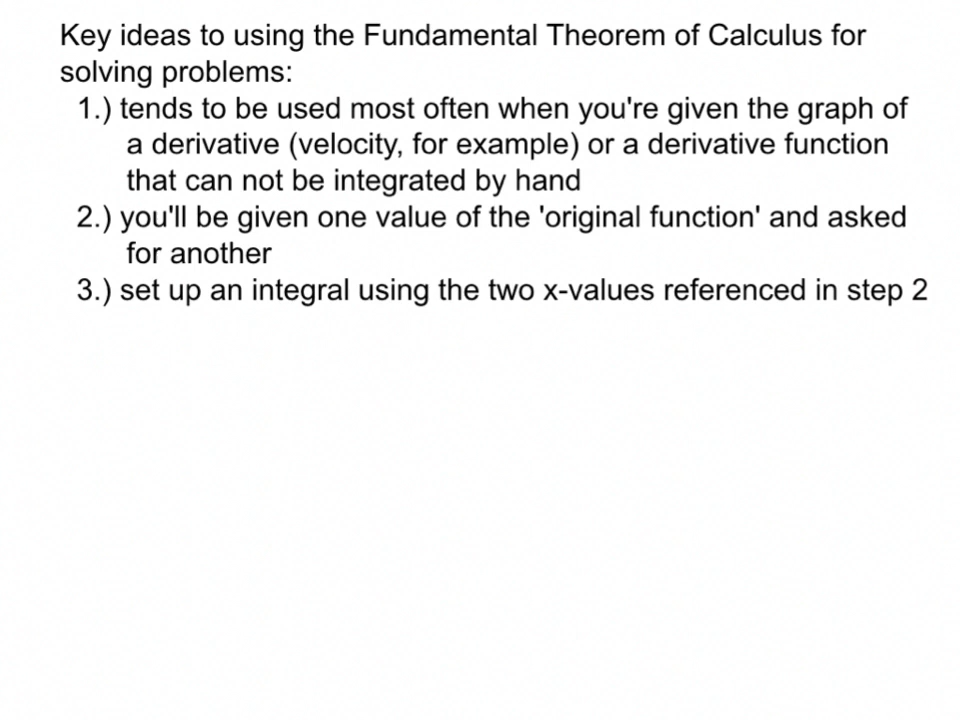 Key ideas to using the Fundamental Theorem of Calculus for
solving problems:
1.) tends to be used most often when you're given the graph of
a derivative (velocity, for example) or a derivative function
that can not be integrated by hand
2.) you'll be given one value of the 'original function' and asked
for another
3.) set up an integral using the two x-values referenced in step 2